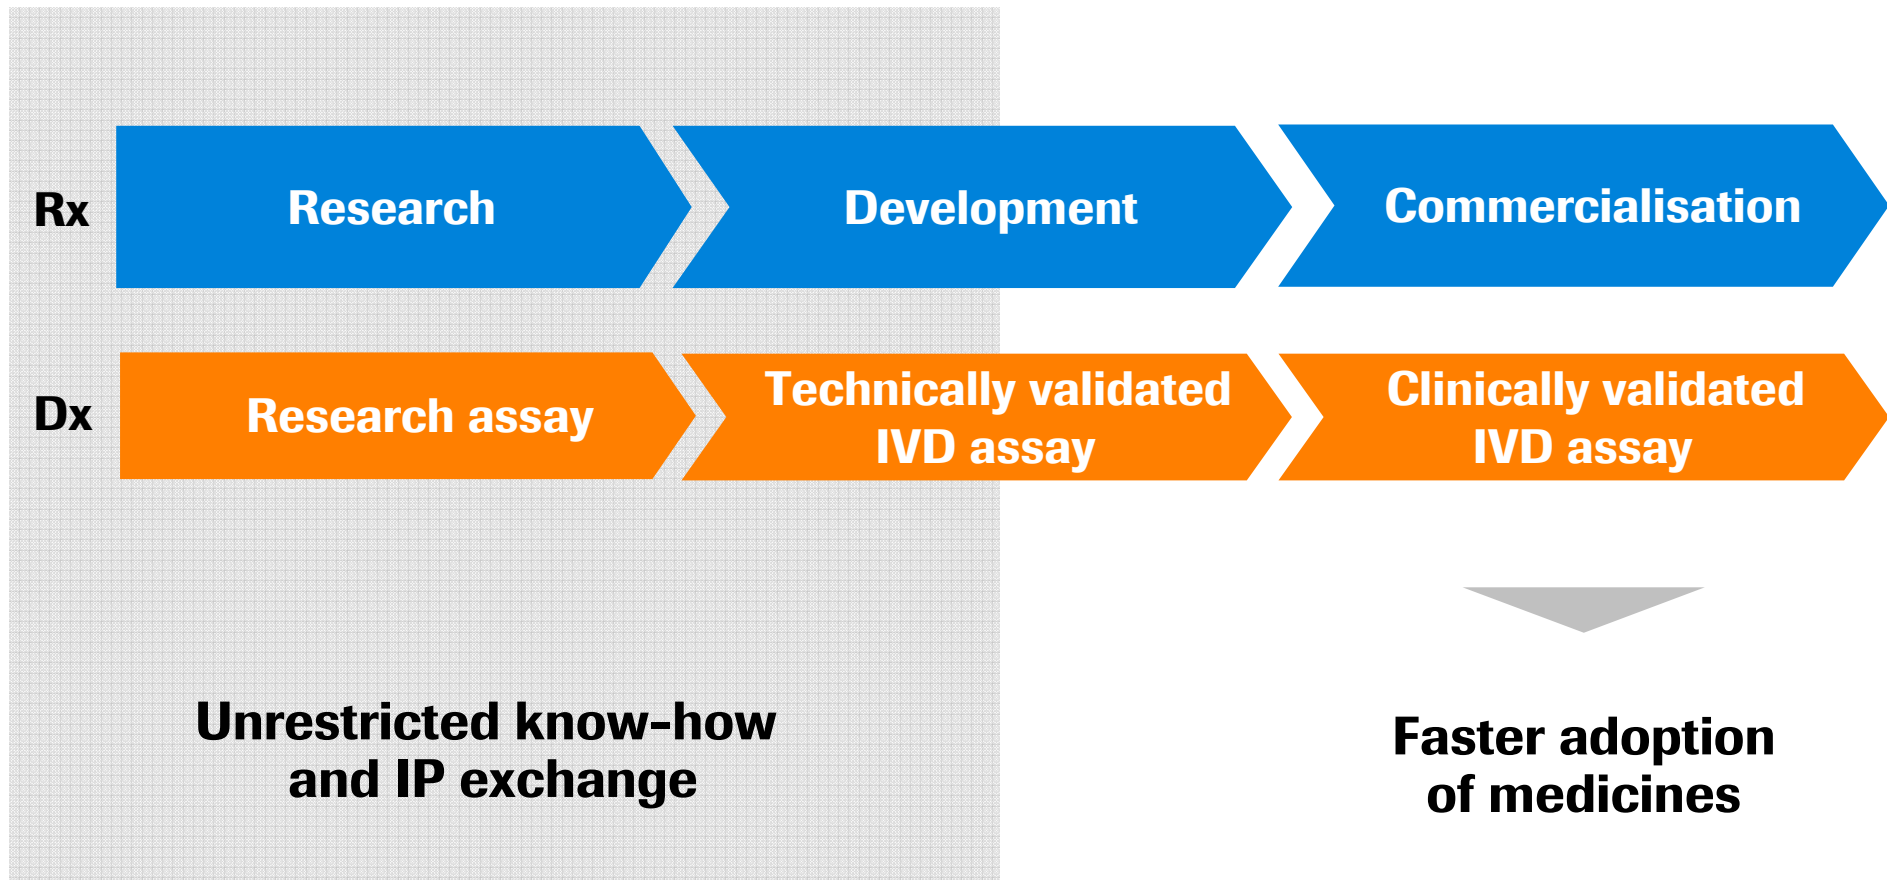 Rx
Research
Development
Commercialisation
Dx
Research assay
Technically validated
IVD assay
Clinically validated
IVD assay
Unrestricted know-how
and IP exchange
Faster adoption
of medicines